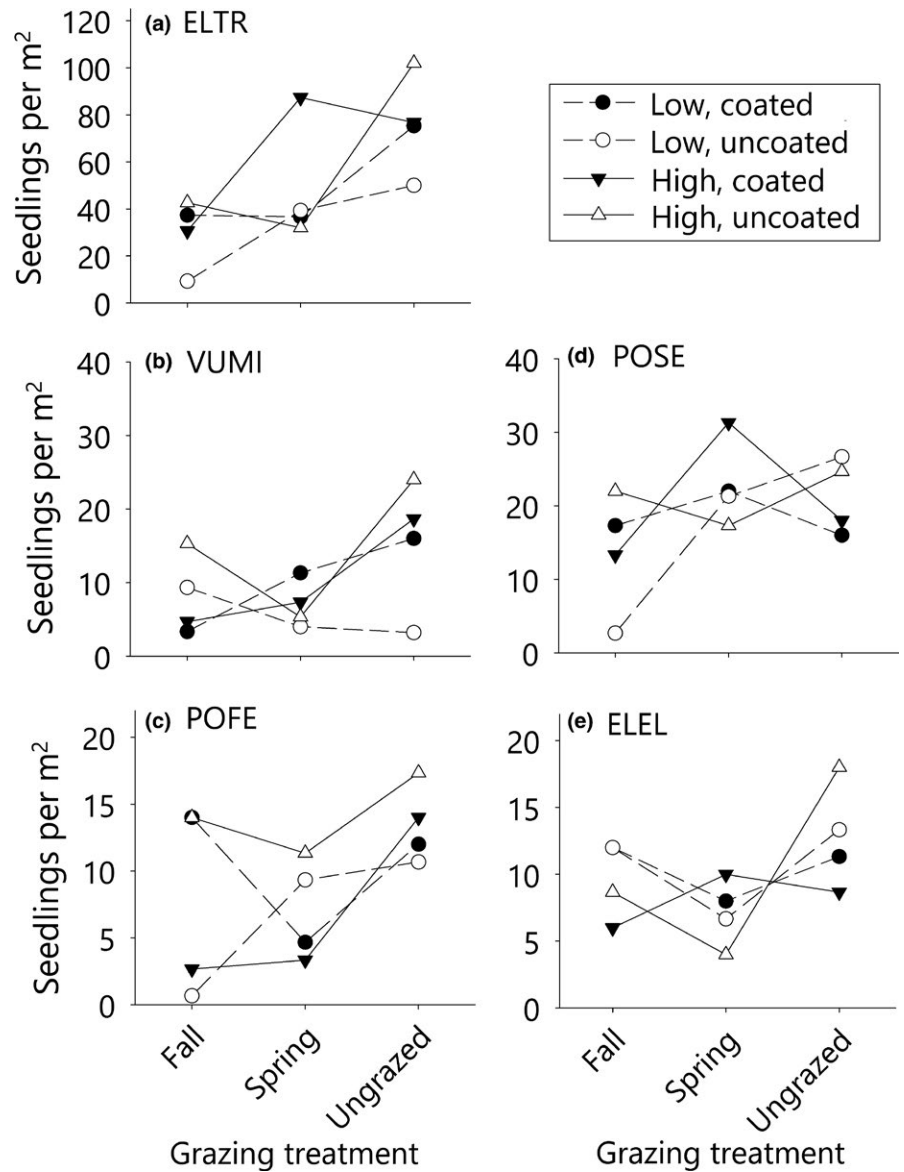 (a) ELTR
Seedlings per m²
120
100
80
60
40
20
0
Low, coated
Low, uncoated
High, coated
High, uncoated
(b) VUMI
Seedlings per m²
40
30
20
10
0
(d) POSE
40
30
20
10
0
(c) POFE
Seedlings per m²
20
15
10
5
0
Fall
Spring
Ungrazed
Grazing treatment
(e) ELEL
20
15
10
5
0
Fall
Spring
Ungrazed
Grazing treatment